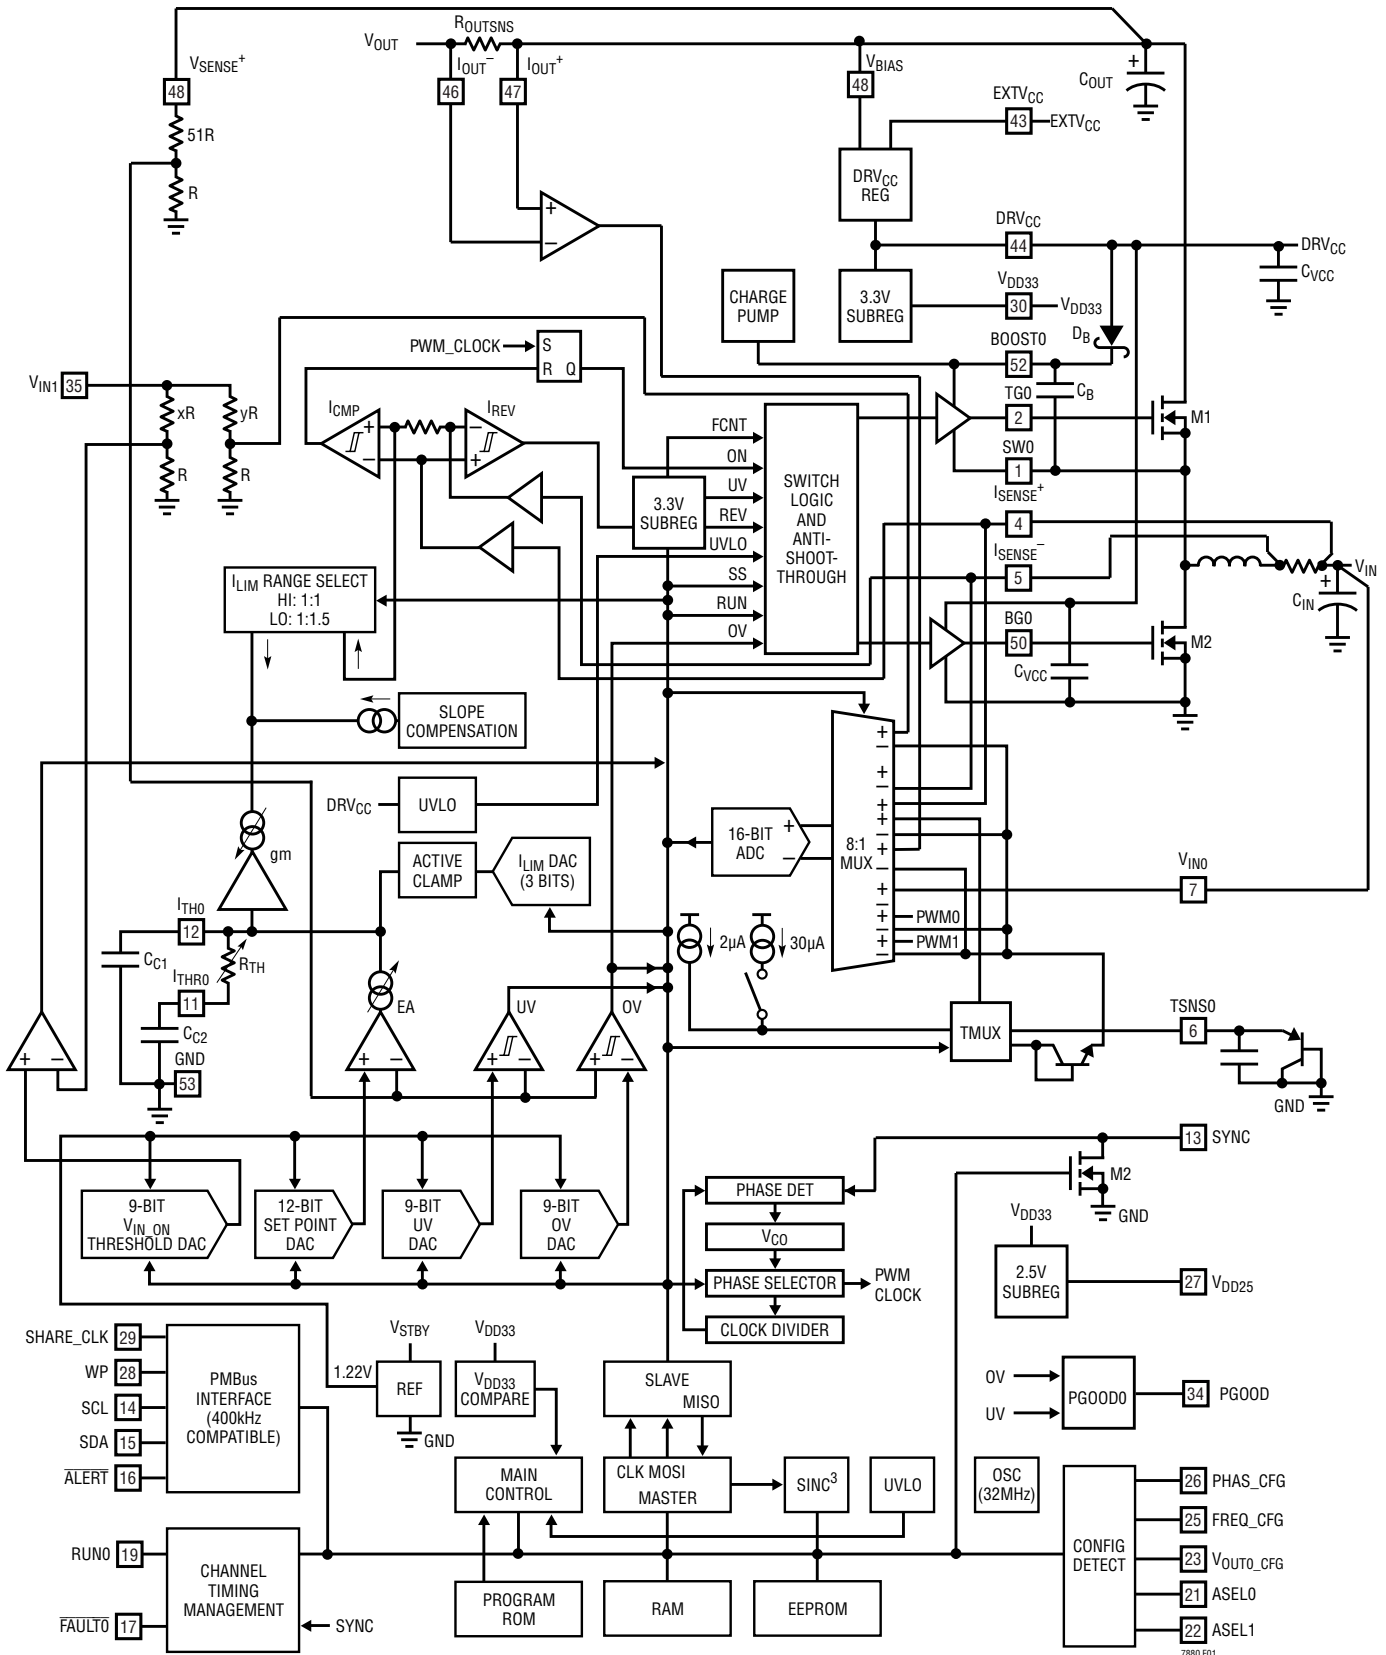 ROUTSNS
VOUT
VSENSE+
48
51R
R
IOUT−
46
IOUT+
47
VBIAS
48
COUT
+
EXTVCC
43
EXTVCC
DRVCC
REG
DRVCC
44
DRVCC
CVCC
CHARGE
PUMP
3.3V
SUBREG
VDD33
30
VDD33
DB
BOOST0
52
CB
TG0
2
M1
SW0
1
+
−
PWM_CLOCK
S
R Q
VIN1
35
xR
yR
R
R
ICMP
+
−
IREV
−
+
FCNT
ON
UV
REV
UVLO
SS
RUN
OV
3.3V
SUBREG
SWITCH
LOGIC
AND
ANTI-
SHOOT-
THROUGH
ISENSE+
4
ISENSE−
5
VIN
+
CIN
BG0
50
M2
CVCC
ILIM RANGE SELECT
HI: 1:1
LO: 1:1.5
SLOPE
COMPENSATION
DRVCC
UVLO
gm
ACTIVE
CLAMP
ILIM DAC
(3 BITS)
16-BIT
ADC
+
−
8:1
MUX
+
−
+
−
+
+
−
+
−
+
−
+
−
+
−
PWM0
PWM1
VIN0
7
ITH0
12
CC1
RTH
ITHR0
11
CC2
GND
53
2µA
30µA
EA
UV
OV
+
−
+
−
+
−
+
TMUX
TSNS0
6
GND
9-BIT
VIN_ON
THRESHOLD DAC
12-BIT
SET POINT
DAC
9-BIT
UV
DAC
9-BIT
OV
DAC
PHASE DET
VCO
PHASE SELECTOR
CLOCK DIVIDER
PWM
CLOCK
13
SYNC
M2
GND
VDD33
2.5V
SUBREG
27
VDD25
SHARE_CLK
29
WP
28
SCL
14
SDA
15
ALERT
16
PMBus
INTERFACE
(400kHz
COMPATIBLE)
1.22V
VSTBY
REF
GND
VDD33
VDD33
COMPARE
SLAVE
MISO
OV
UV
PGOOD0
34
PGOOD
MAIN
CONTROL
CLK MOSI
MASTER
SINC3
UVLO
OSC
(32MHz)
RUN0
19
FAULT0
17
CHANNEL
TIMING
MANAGEMENT
SYNC
PROGRAM
ROM
RAM
EEPROM
CONFIG
DETECT
26
PHAS_CFG
25
FREQ_CFG
23
VOUT0_CFG
21
ASEL0
22
ASEL1
7880 F01